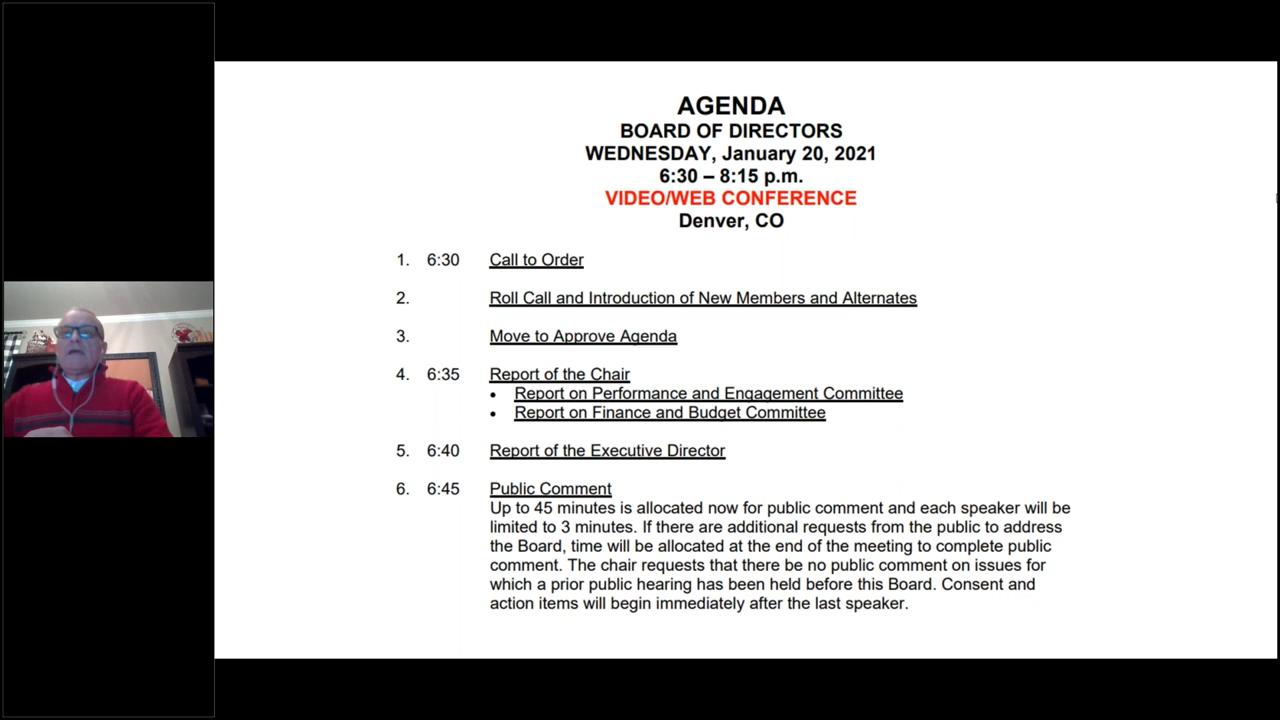 AGENDA
BOARD OF DIRECTORS
WEDNESDAY, January 20, 2021
6:30 – 8:15 p.m.
VIDEO/WEB CONFERENCE
Denver, CO
1. 6:30 Call to Order
2. Roll Call and Introduction of New Members and Alternates
3. Move to Approve Agenda
4. 6:35 Report of the Chair
• Report on Performance and Engagement Committee
• Report on Finance and Budget Committee
5. 6:40 Report of the Executive Director
6. 6:45 Public Comment
Up to 45 minutes is allocated now for public comment and each speaker will be
limited to 3 minutes. If there are additional requests from the public to address
the Board, time will be allocated at the end of the meeting to complete public
comment. The chair requests that there be no public comment on issues for
which a prior public hearing has been held before this Board. Consent and
action items will begin immediately after the last speaker.